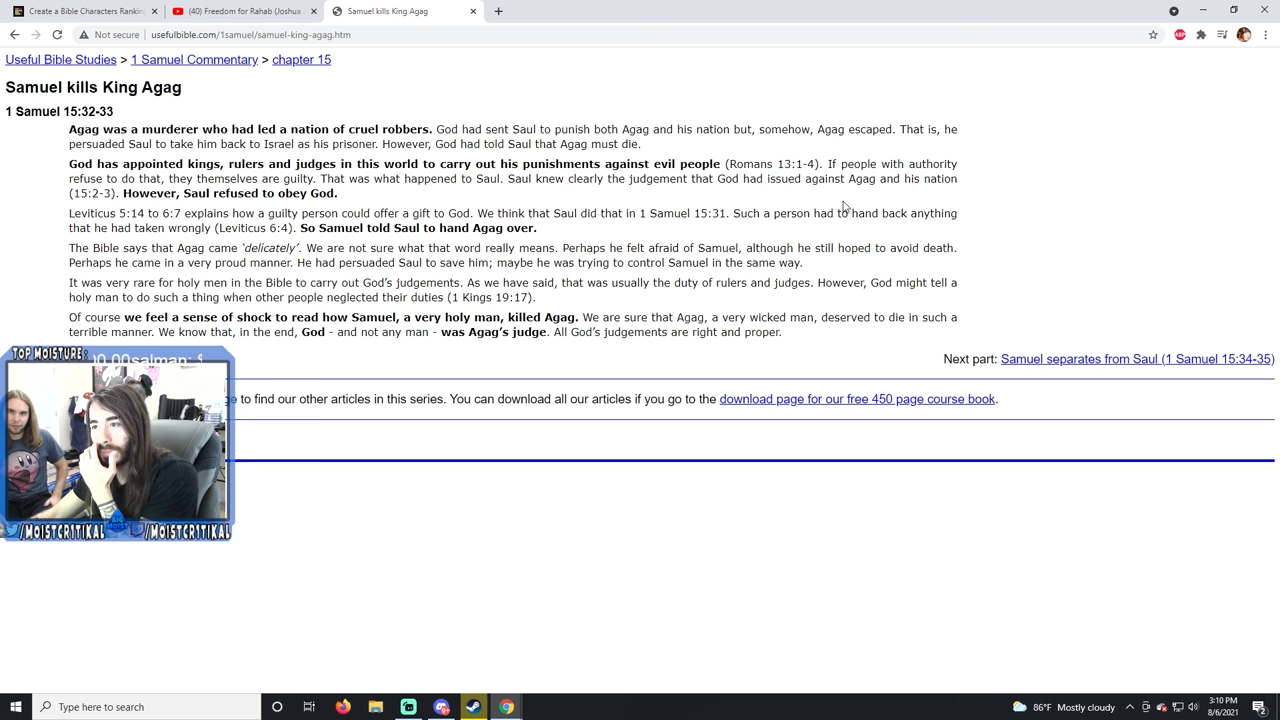 Create a Bible Characters Ranking
(40) Freedom for Rahab (Joshua
Samuel kills King Agag
Not secure
usefulbible.com/1samuel/samuel-king-agag.htm
ABP
Useful Bible Studies > 1 Samuel Commentary > chapter 15
Samuel kills King Agag
1 Samuel 15:32-33
Agag was a murderer who had led a nation of cruel robbers. God had sent Saul to punish both Agag and his nation but, somehow, Agag escaped. That is, he
persuaded Saul to take him back to Israel as his prisoner. However, God had told Saul that Agag must die.
God has appointed kings, rulers and judges in this world to carry out his punishments against evil people (Romans 13:1-4). If people with authority
refuse to do that, they themselves are guilty. That was what happened to Saul. Saul knew clearly the judgement that God had issued against Agag and his nation
(15:2-3). However, Saul refused to obey God.
Leviticus 5:14 to 6:7 explains how a guilty person could offer a gift to God. We think that Saul did that in 1 Samuel 15:31. Such a person had to hand back anything
that he had taken wrongly (Leviticus 6:4). So Samuel told Saul to hand Agag over.
The Bible says that Agag came ‘delicately’. We are not sure what that word really means. Perhaps he felt afraid of Samuel, although he still hoped to avoid death.
Perhaps he came in a very proud manner. He had persuaded Saul to save him; maybe he was trying to control Samuel in the same way.
It was very rare for holy men in the Bible to carry out God’s judgements. As we have said, that was usually the duty of rulers and judges. However, God might tell a
holy man to do such a thing when other people neglected their duties (1 Kings 19:17).
Of course we feel a sense of shock to read how Samuel, a very holy man, killed Agag. We are sure that Agag, a very wicked man, deserved to die in such a
terrible manner. We know that, in the end, God - and not any man - was Agag’s judge. All God’s judgements are right and proper.
Next part: Samuel separates from Saul (1 Samuel 15:34-35)
TOP MOISTURE:
00.00salman: $
to find our other articles in this series. You can download all our articles if you go to the download page for our free 450 page course book.
/MOISTCR1TIKAL
BIG MOIST
/MOISTCR1TIKAL
Type here to search
86°F Mostly cloudy
3:10 PM
8/6/2021
2